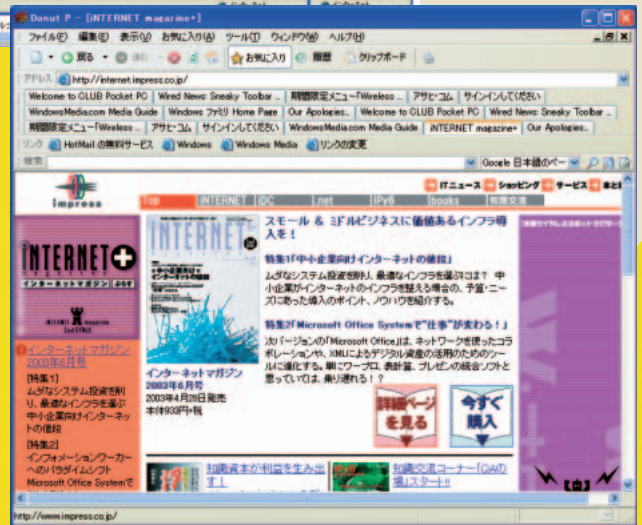 Donut P - [iNTERNET magazine+]
ファイル(F) 編集(E) 表示(V) お気に入り(A) ツール(T) ウィンドウ(W) ヘルプ(H)
戻る お気に入り 履歴 クリップボード
アドレス http://internet.impress.co.jp/
Welcome to CLUB Pocket PC Wired News: Sneaky Toolbar ... 期間限定メニュー「Wireless ... アサヒ・コム サインインしてください
WindowsMedia.com Media Guide Windows ファミリ Home Page Our Apologies.. Welcome to CLUB Pocket PC Wired News: Sneaky Toolbar ...
期間限定メニュー「Wireless ... アサヒ・コム サインインしてください WindowsMedia.com Media Guide iNTERNET magazine+ Our Apologies..
リンク HotMail の無料サービス Windows Windows Media リンクの変更
検索 Google 日本語のペー
ITニュース ショッピング サービス
impress
Top INTERNET IDC .net IPv6 books 知識交流
スモール & ミドルビジネスに価値あるインフラ導入を!
特集1「中小企業向けインターネットの値段」
ムダなシステム投資を削り、最適なインフラを選ぶコツは? 中小企業がインターネットのインフラを整える場合の、予算・ニーズにあった導入のポイント、ノウハウを紹介する。
特集2「Microsoft Office Systemで"仕事"が変わる!」
次バージョンの「Microsoft Office」は、ネットワークを使ったコラボレーションや、XMLによるデジタル資産の活用のためのツールに進化する。単にワープロ、表計算、プレゼンの統合ソフトと思っていては、乗り遅れる!?
iNTERNET+
インターネットマガジン ぷらす
INTERNET magazine
2nd STAGE
インターネットマガジン
2003年6月号
[特集1]
ムダなシステム投資を削り、最適なインフラを選ぶ
中小企業向けインターネットの値段
[特集2]
インフォメーションワーカーへのパラダイムシフト
Microsoft Office Systemで
INTERNET
インターネットマガジン
2003年6月号
2003年4月28日発売
本体933円+税
詳細ページを見る
今すぐ購入
知識資本が利益を生み出す!
知識交流コーナー「QAの場」スタート!!
http://www.impress.co.jp/